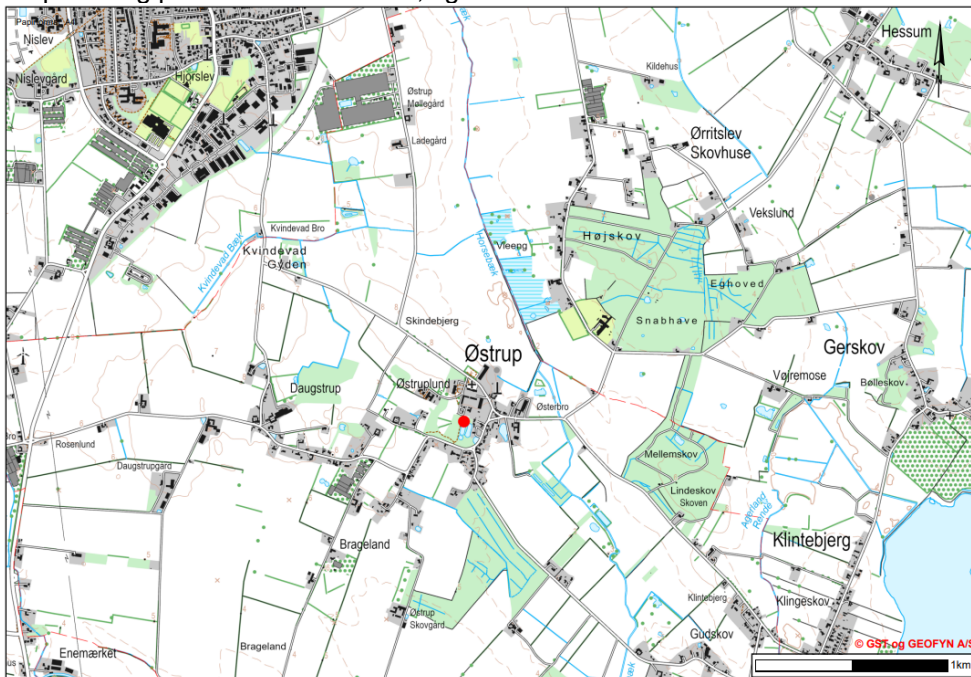 Hessum
Nislev
Kildehus
Nislevgård
Hjorslev
Østrup
Møllegård
Ladegård
Ørritslev
Skovhuse
Vekslund
Kvindevad Bro
Kvindevad
Gyden
Kvindevad Bæk
Horsebæk
Vleeng
Højskov
Eghoved
Snabhave
Skindebjerg
Østrup
Gerskov
Vøjremose
Bølleskov
Daugstrup
Østruplund
Østerbro
Rosenlund
Daugstrupgård
Mellemskov
Lindeskov
Skoven
Brageland
Klintebjerg
Klintebjerg
Klingeskov
Østrup
Skovgård
Gudskov
Brageland
Enemærket
© GST og GEOFYN A/S
1km